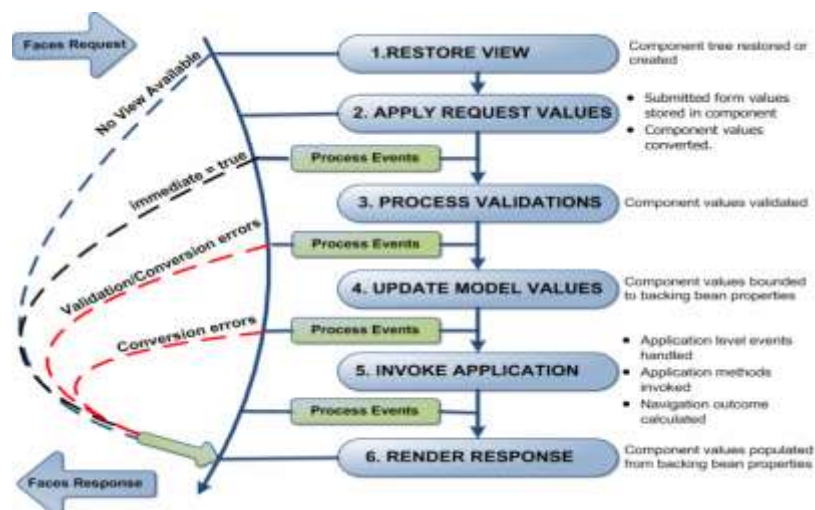 Faces Request
No View Available
immediate = true
Validation/Conversion errors
Conversion errors
Faces Response
1.RESTORE VIEW
Component tree restored or
created
2. APPLY REQUEST VALUES
• Submitted form values
stored in component
• Component values
converted.
Process Events
3. PROCESS VALIDATIONS
Component values validated
Process Events
4. UPDATE MODEL VALUES
Component values bounded
to backing bean properties
Process Events
5. INVOKE APPLICATION
• Application level events
handled
• Application methods
invoked
• Navigation outcome
calculated
Process Events
6. RENDER RESPONSE
Component values populated
from backing bean properties